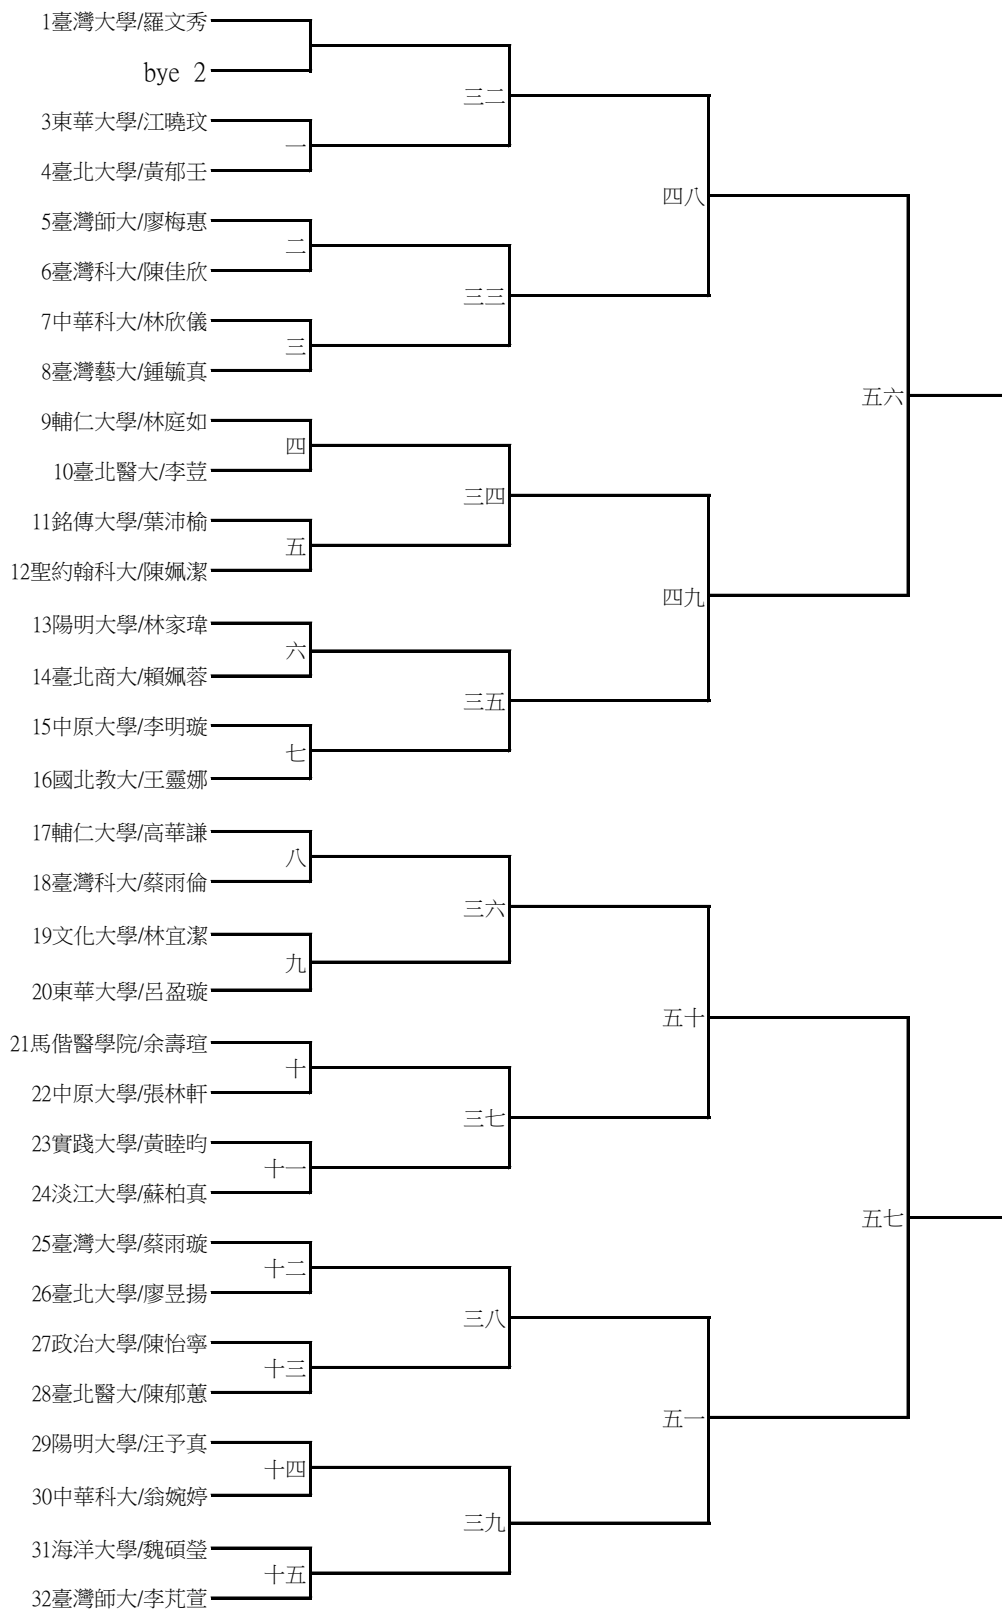 1臺灣大學/羅文秀
bye 2
三二
3東華大學/江曉玟
一
4臺北大學/黃郁壬
四八
5臺灣師大/廖梅惠
二
6臺灣科大/陳佳欣
三三
7中華科大/林欣儀
三
8臺灣藝大/鍾毓真
五六
9輔仁大學/林庭如
四
10臺北醫大/李荳
三四
11銘傳大學/葉沛榆
五
12聖約翰科大/陳姵潔
四九
13陽明大學/林家瑋
六
14臺北商大/賴姵蓉
三五
15中原大學/李明璇
七
16國北教大/王靈娜
17輔仁大學/高華謙
八
18臺灣科大/蔡雨倫
三六
19文化大學/林宜潔
九
20東華大學/呂盈璇
五十
21馬偕醫學院/余壽瑄
十
22中原大學/張林軒
三七
23實踐大學/黃睦昀
十一
24淡江大學/蘇柏真
五七
25臺灣大學/蔡雨璇
十二
26臺北大學/廖昱揚
三八
27政治大學/陳怡寧
十三
28臺北醫大/陳郁蕙
五一
29陽明大學/汪予真
十四
30中華科大/翁婉婷
三九
31海洋大學/魏碩瑩
十五
32臺灣師大/李芃萱